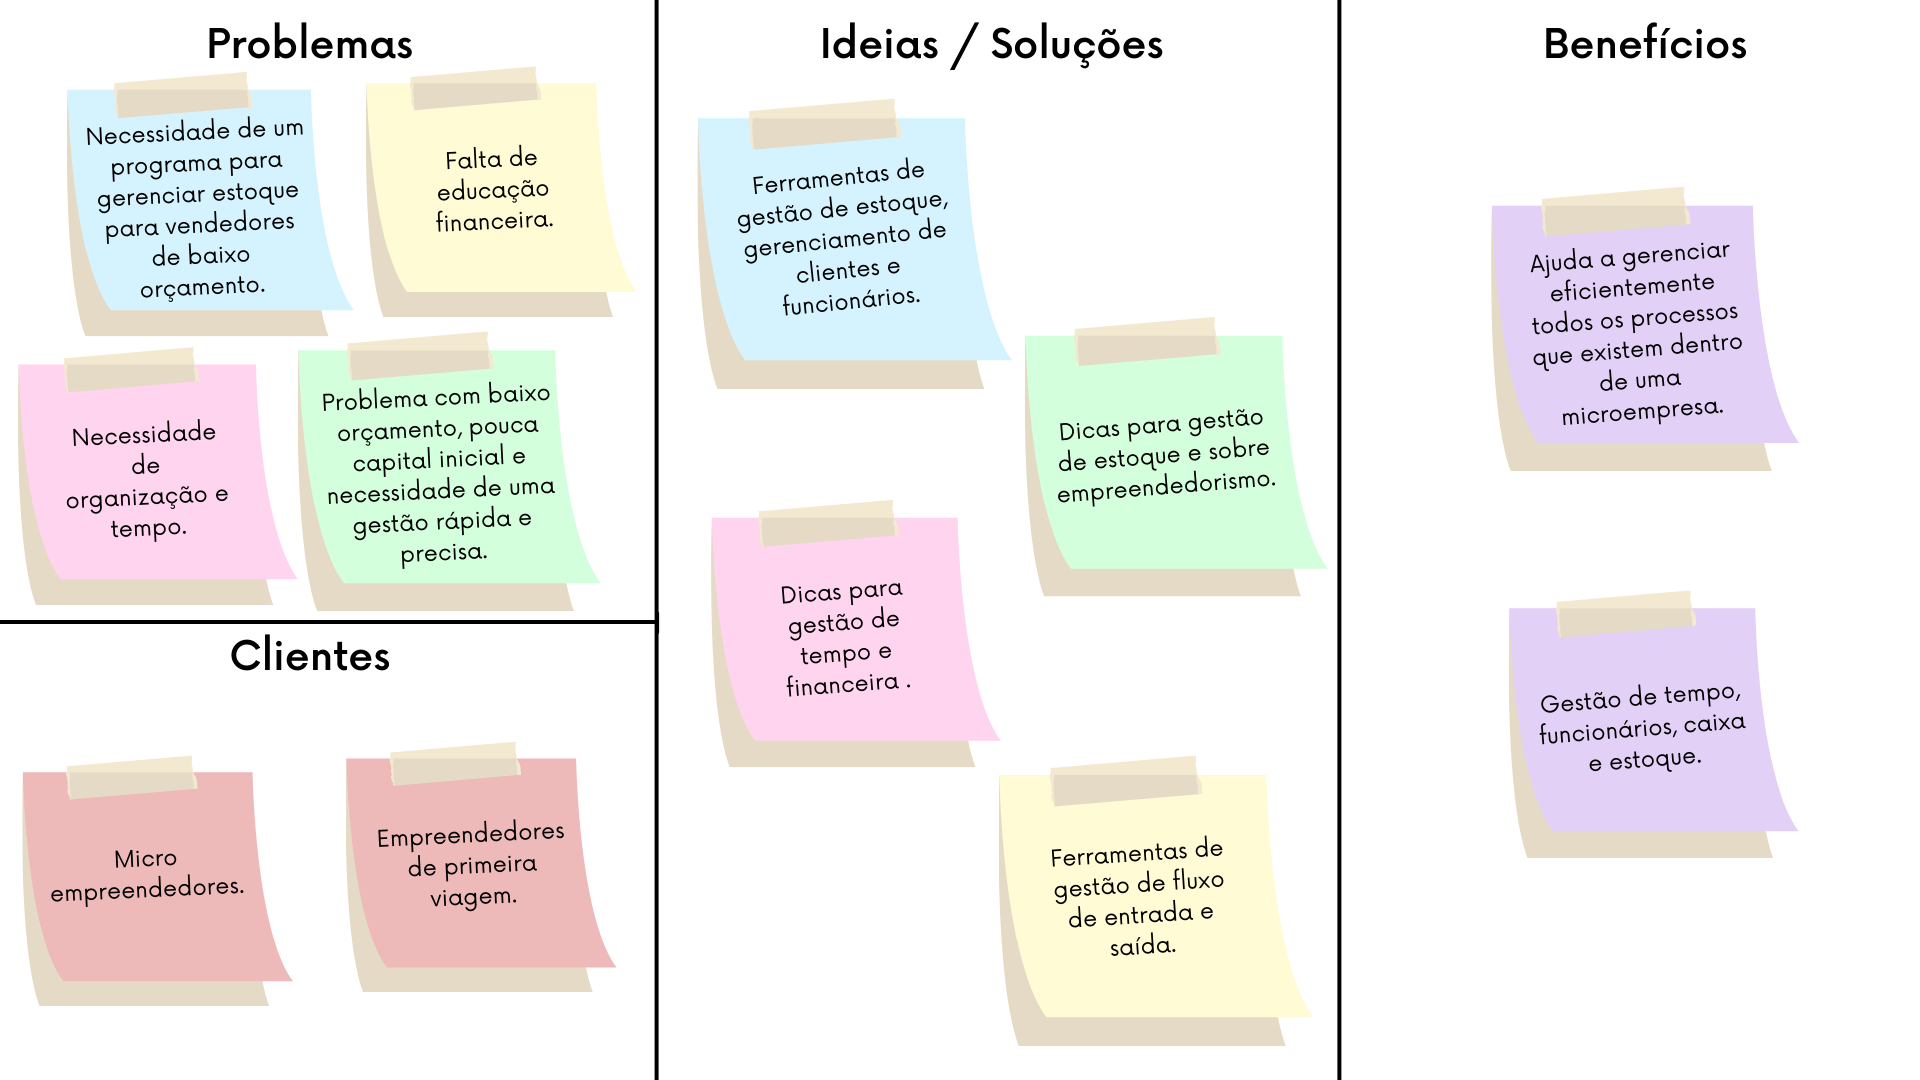 Problemas
Necessidade de um
programa para
gerenciar estoque
para vendedores
de baixo
orçamento.
Falta de
educação
financeira.
Necessidade
de
organização e
tempo.
Problema com baixo
orçamento, pouca
capital inicial e
necessidade de uma
gestão rápida e
precisa.
Clientes
Micro
empreendedores.
Empreendedores
de primeira
viagem.
Ideias / Soluções
Ferramentas de
gestão de estoque,
gerenciamento de
clientes e
funcionários.
Dicas para gestão
de estoque e sobre
empreendedorismo.
Dicas para
gestão de
tempo e
financeira .
Ferramentas de
gestão de fluxo
de entrada e
saída.
Benefícios
Ajuda a gerenciar
eficientemente
todos os processos
que existem dentro
de uma
microempresa.
Gestão de tempo,
funcionários, caixa
e estoque.